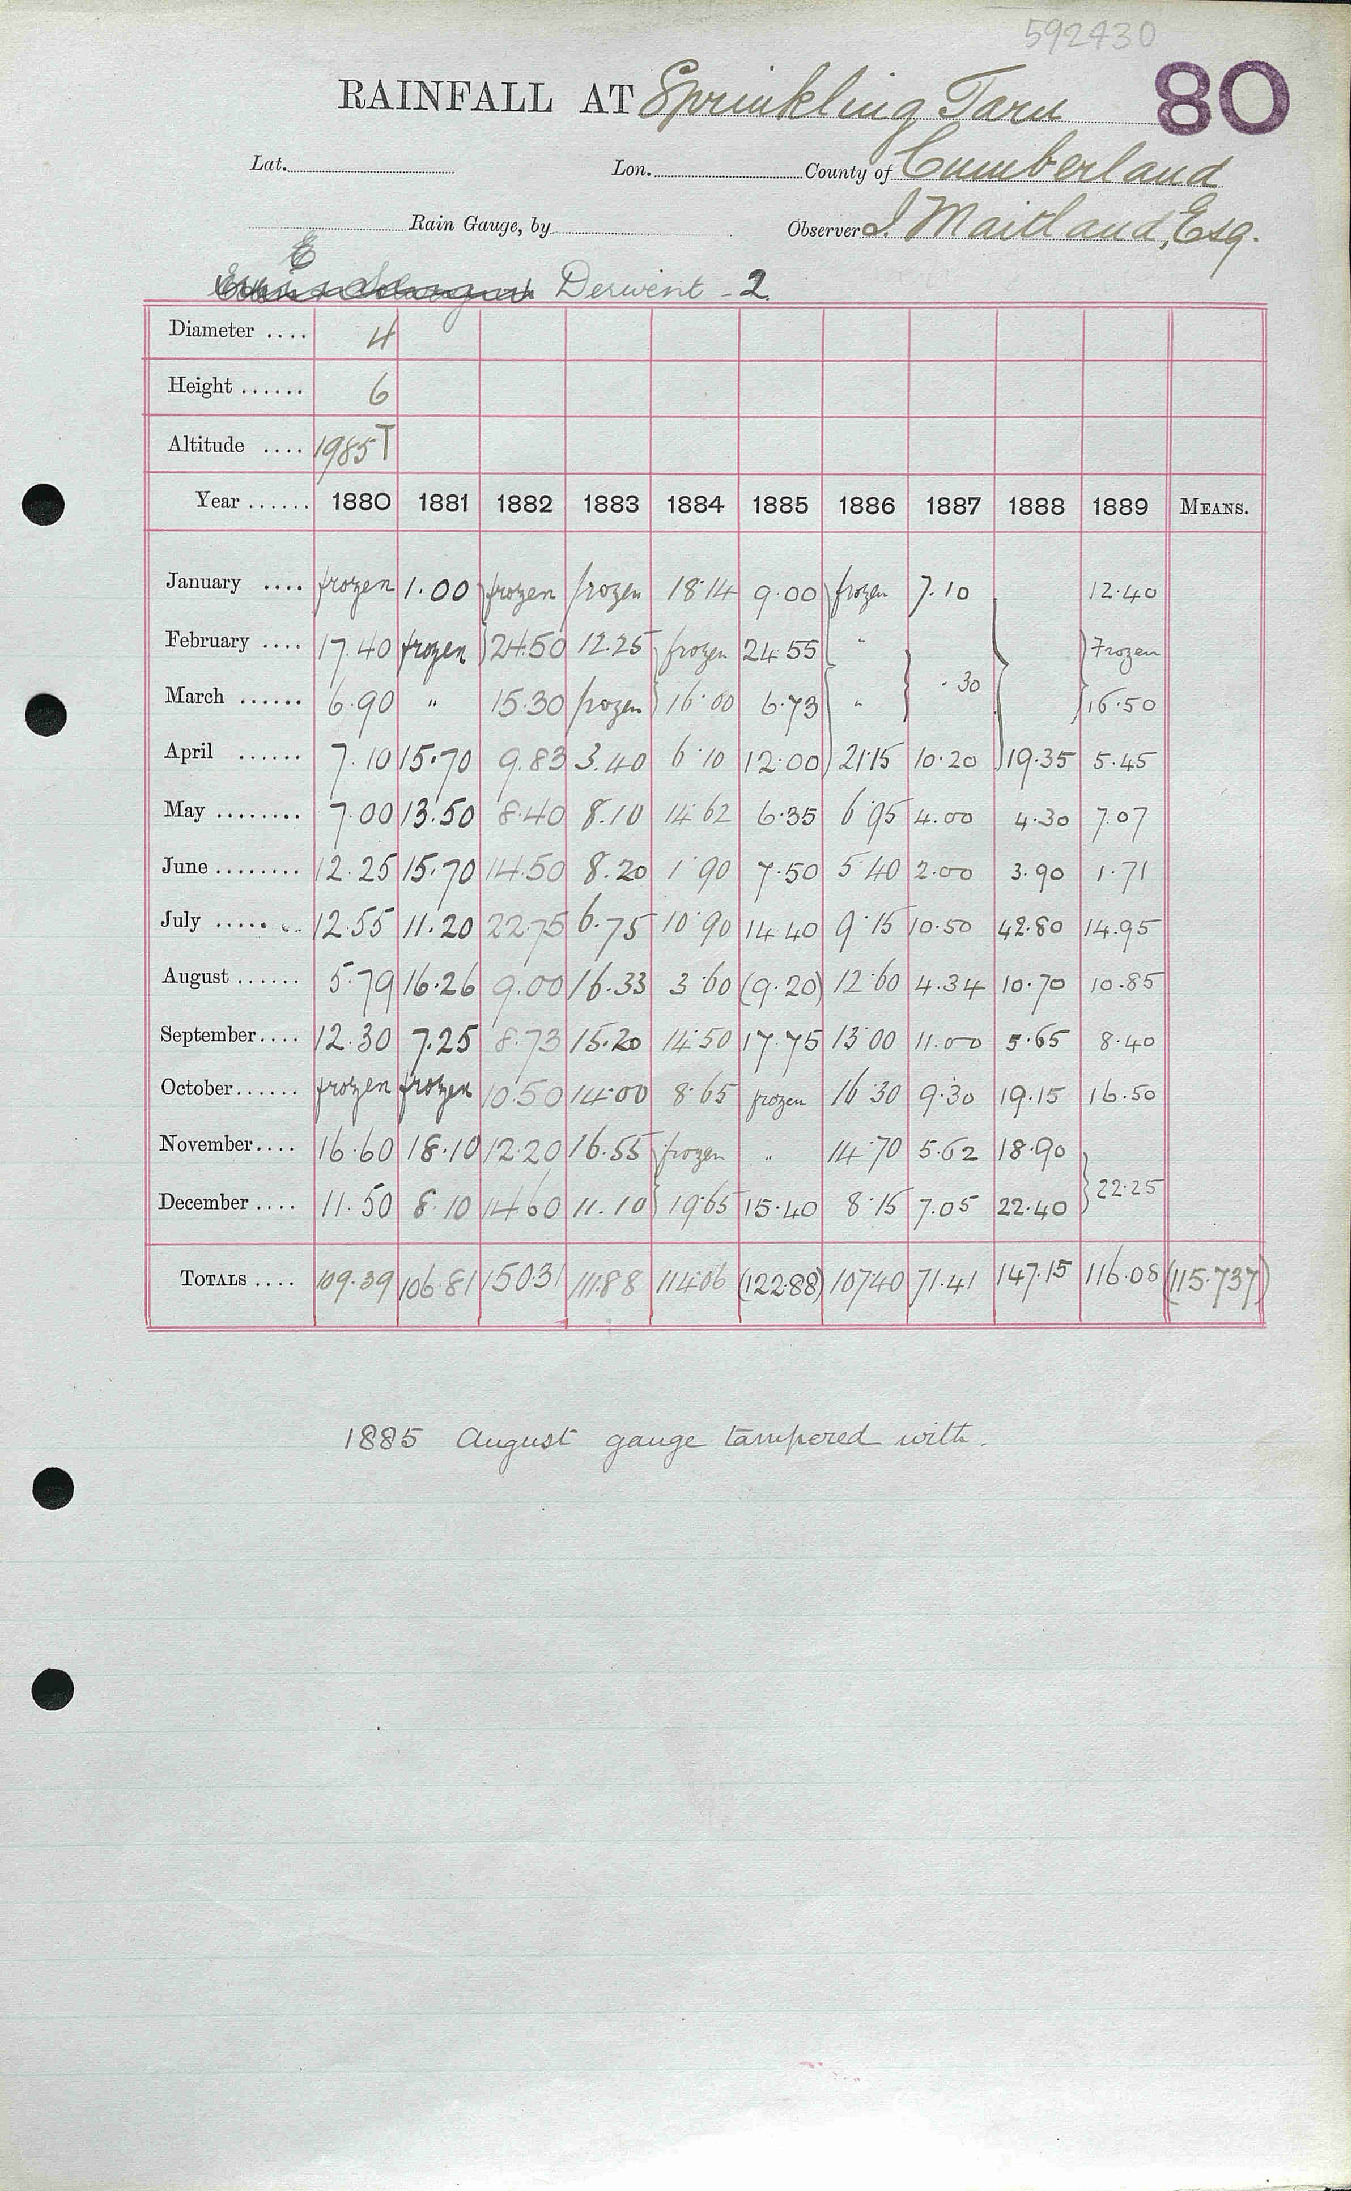 592430
RAINFALL AT Sprinkling Tarn 80
Lat. Lon. County of Cumberland
Rain Gauge, by Observer I. Maitland, Esq.
E
Derwent - 2
Diameter .... 4
Height ...... 6
Altitude .... 1985 T
Year ...... 1880 1881 1882 1883 1884 1885 1886 1887 1888 1889 MEANS.
January .... frozen 1.00 frozen frozen 18.14 9.00 frozen 7.10 12.40
February .... 17.40 frozen 24.50 12.25 frozen 24.55 " Frozen
March ...... 6.90 " 15.30 frozen 16.00 6.73 " .30 16.50
April ...... 7.10 15.70 9.83 3.40 6.10 12.00 21.15 10.20 19.35 5.45
May ........ 7.00 13.50 8.40 8.10 14.62 6.35 6.95 4.00 4.30 7.07
June ........ 12.25 15.70 14.50 8.20 1.90 7.50 5.40 2.00 3.90 1.71
July ........ 12.55 11.20 22.75 6.75 10.90 14.40 9.15 10.50 42.80 14.95
August ...... 5.79 16.26 9.00 16.33 3.60 (9.20) 12.60 4.34 10.70 10.85
September .... 12.30 7.25 8.73 15.20 14.50 17.75 13.00 11.00 5.65 8.40
October ...... frozen frozen 10.50 14.00 8.65 frozen 16.30 9.30 19.15 16.50
November .... 16.60 18.10 12.20 16.55 frozen " 14.70 5.62 18.90
December .... 11.50 8.10 14.60 11.10 19.65 15.40 8.15 7.05 22.40 22.25
TOTALS .... 109.39 106.81 150.31 111.88 114.06 (122.88) 107.40 71.41 147.15 116.08 (115.737)
1885 August gauge tampered with.